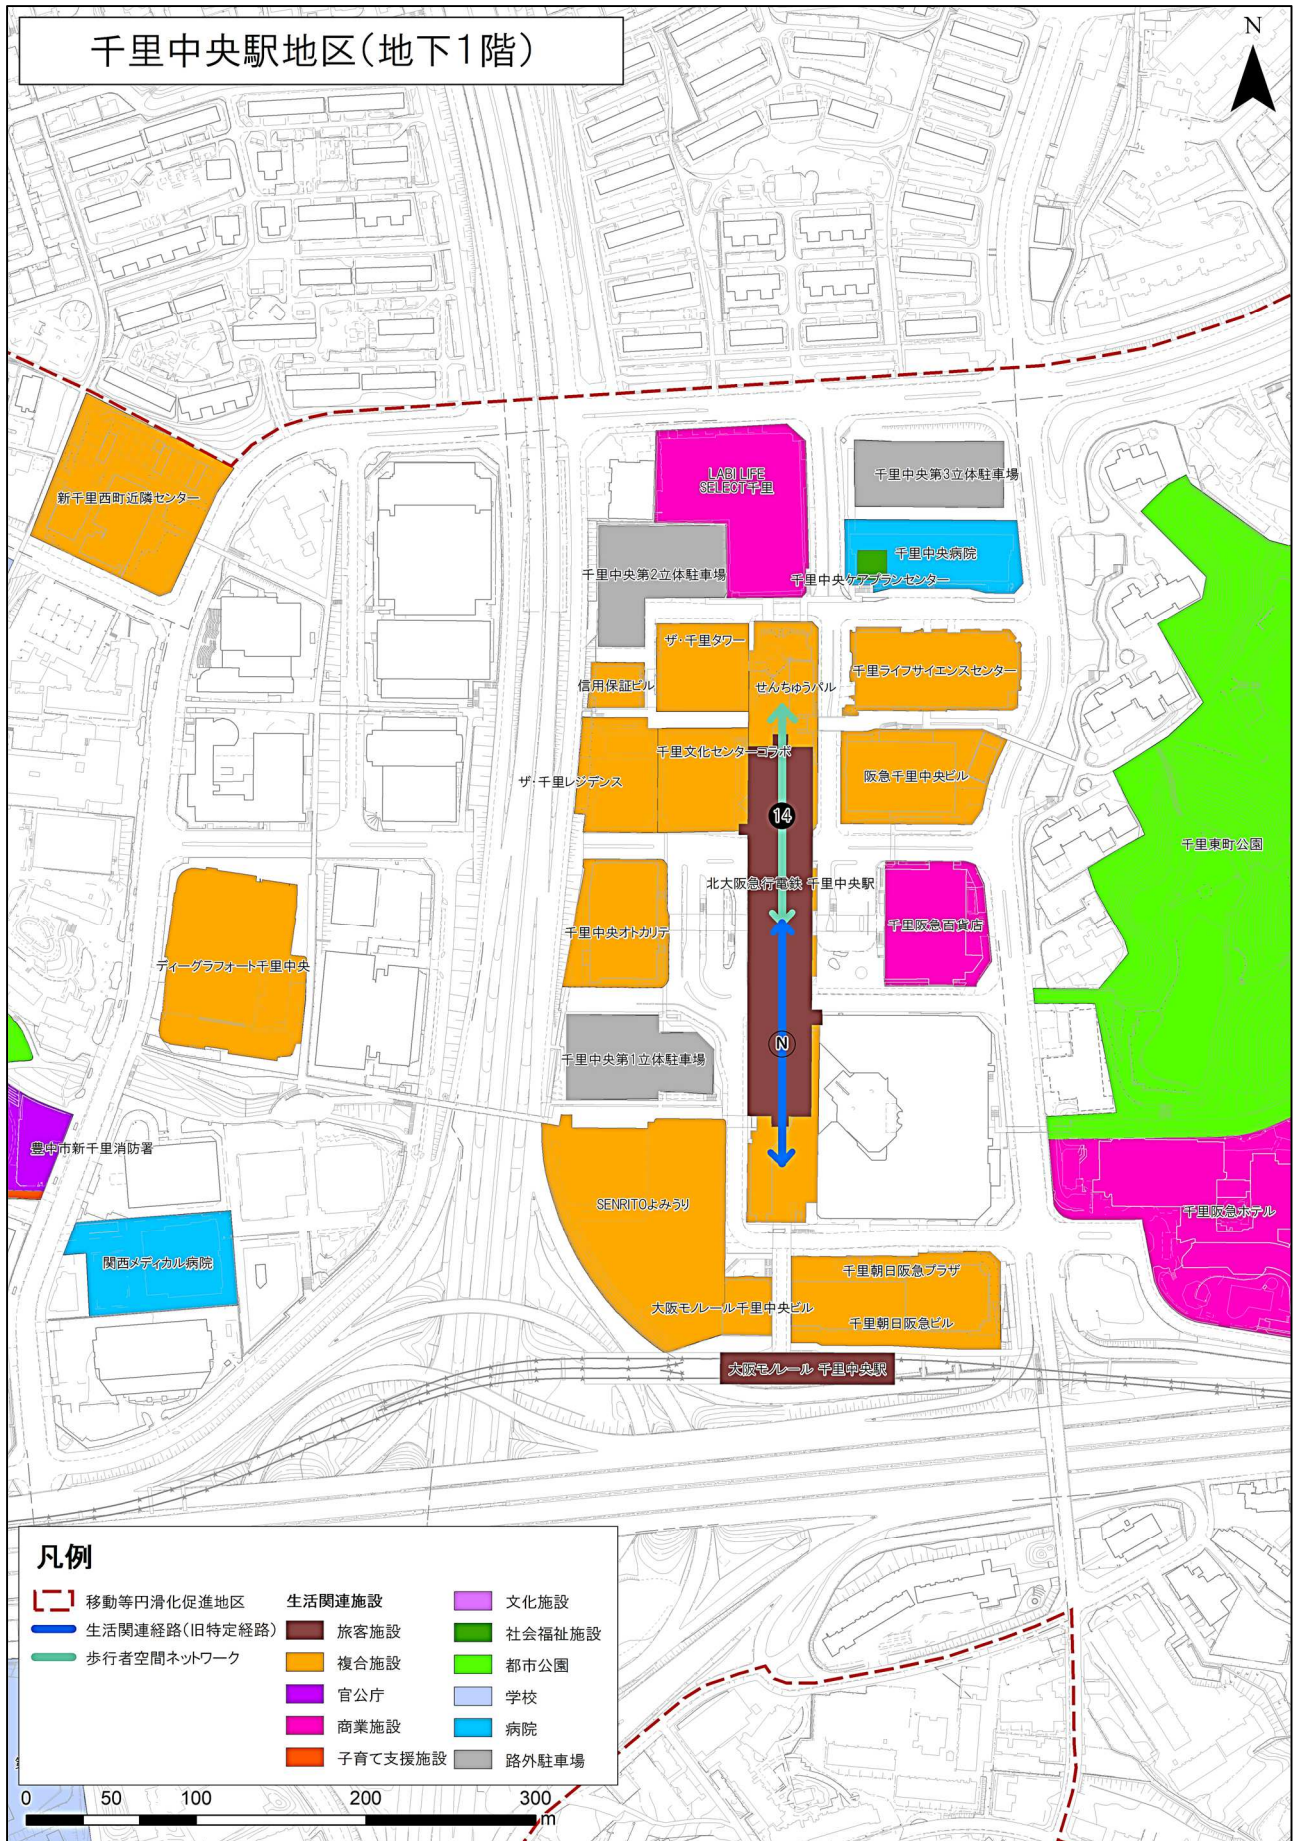 千里中央駅地区(地下1階)
N
LABI LIFE
SELECT千里
千里中央第3立体駐車場
新千里西町近隣センター
千里中央病院
千里中央第2立体駐車場
千里中央ケアプランセンター
ザ・千里タワー
千里ライフサイエンスセンター
信用保証ビル
せんちゅうパル
千里文化センターコラボ
ザ・千里レジデンス
阪急千里中央ビル
14
千里東町公園
北大阪急行電鉄 千里中央駅
千里中央オトカリテ
千里阪急百貨店
ディーグラフォート千里中央
N
千里中央第1立体駐車場
豊中市新千里消防署
SENRITOよみうり
千里阪急ホテル
関西メディカル病院
千里朝日阪急プラザ
大阪モノレール千里中央ビル
千里朝日阪急ビル
大阪モノレール 千里中央駅
凡例
移動等円滑化促進地区
生活関連経路(旧特定経路)
歩行者空間ネットワーク
生活関連施設
旅客施設
複合施設
官公庁
商業施設
子育て支援施設
文化施設
社会福祉施設
都市公園
学校
病院
路外駐車場
0 50 100 200 300
m